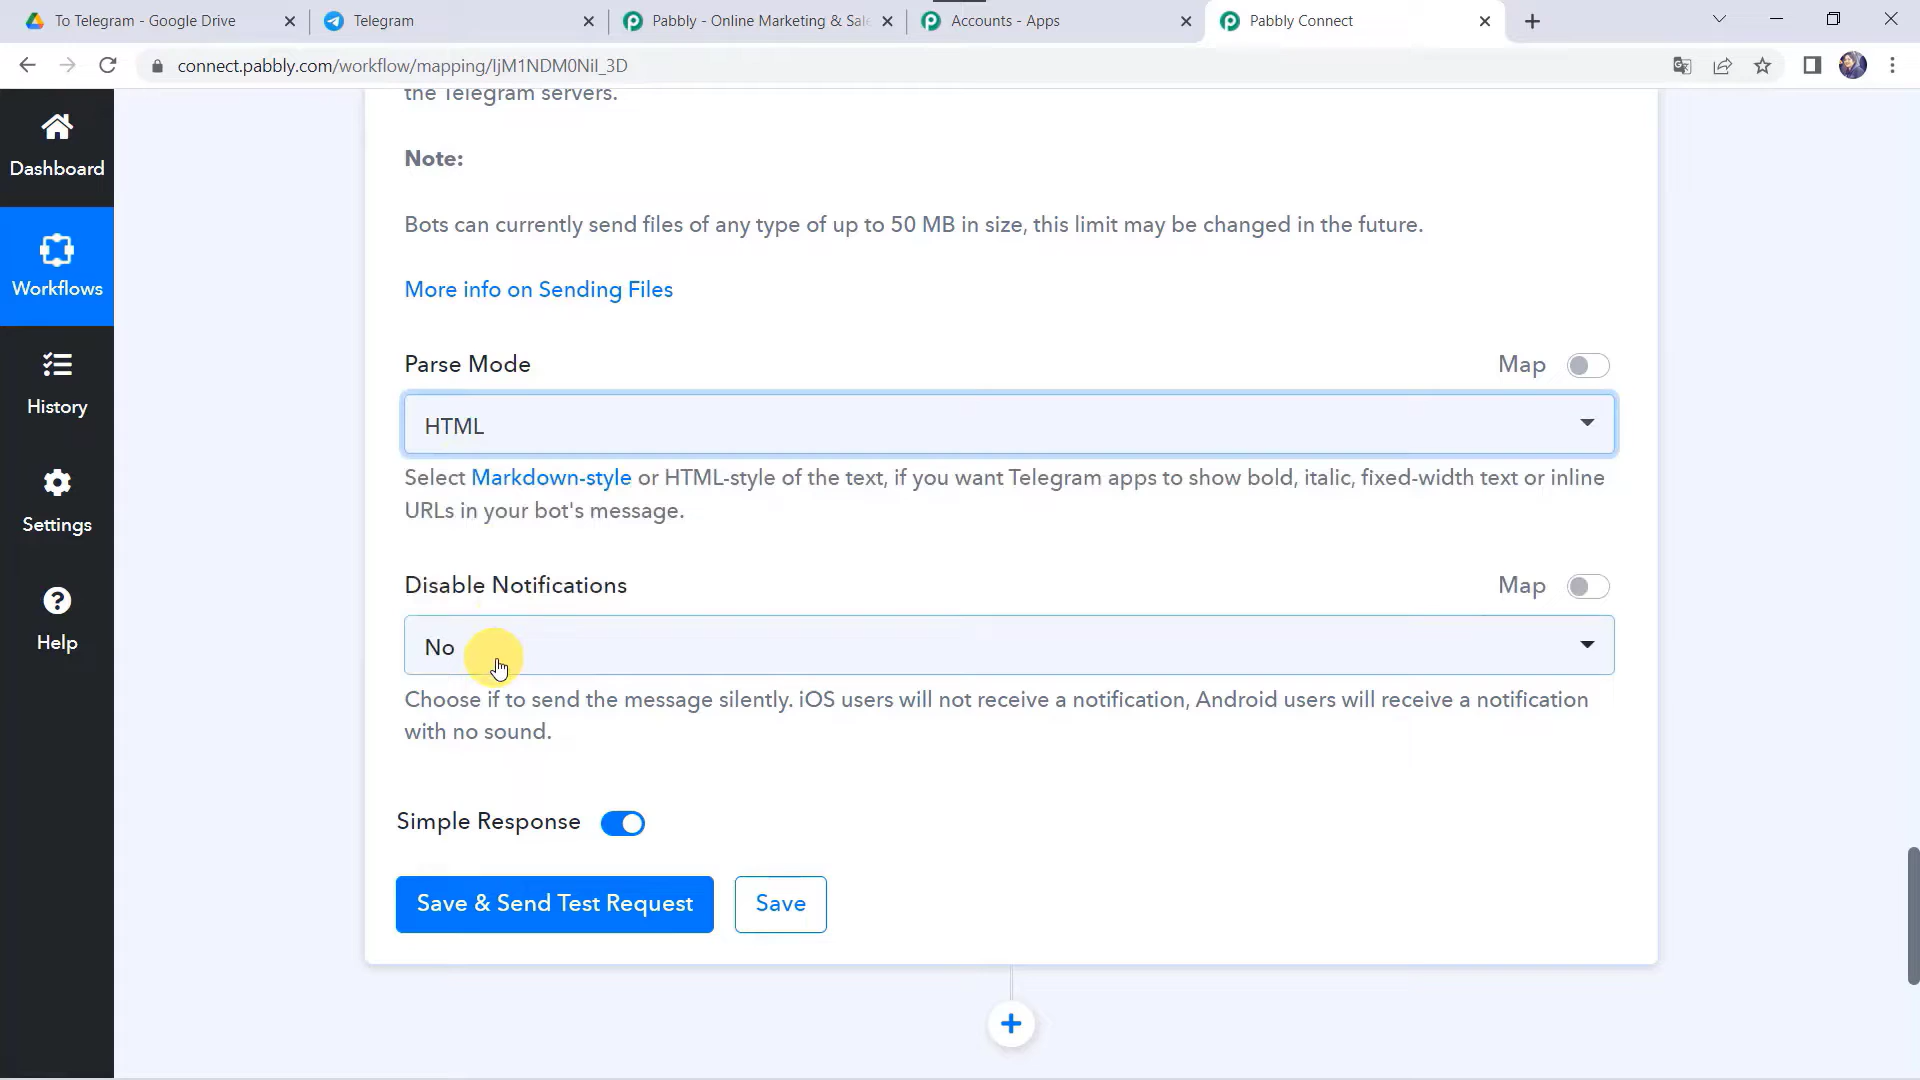 To Telegram - Google Drive
Telegram
Pabbly - Online Marketing & Sal
Accounts - Apps
Pabbly Connect
connect.pabbly.com/workflow/mapping/IjM1NDM0NiI_3D
Dashboard
Workflows
History
Settings
Help
the Telegram servers.
Note:
Bots can currently send files of any type of up to 50 MB in size, this limit may be changed in the future.
More info on Sending Files
Parse Mode
Map
HTML
Select Markdown-style or HTML-style of the text, if you want Telegram apps to show bold, italic, fixed-width text or inline
URLs in your bot's message.
Disable Notifications
Map
No
Choose if to send the message silently. iOS users will not receive a notification, Android users will receive a notification
with no sound.
Simple Response
Save & Send Test Request
Save